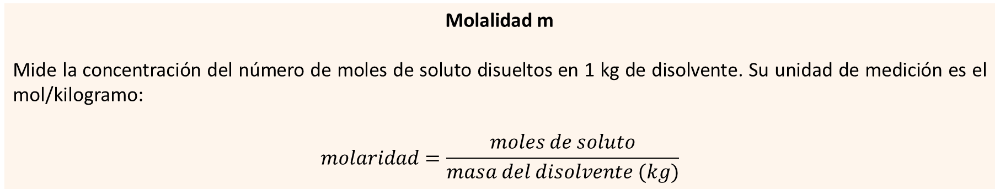 Molalidad m
Mide la concentración del número de moles de soluto disueltos en 1 kg de disolvente. Su unidad de medición es el
mol/kilogramo:
molaridad = moles de soluto / masa del disolvente (kg)